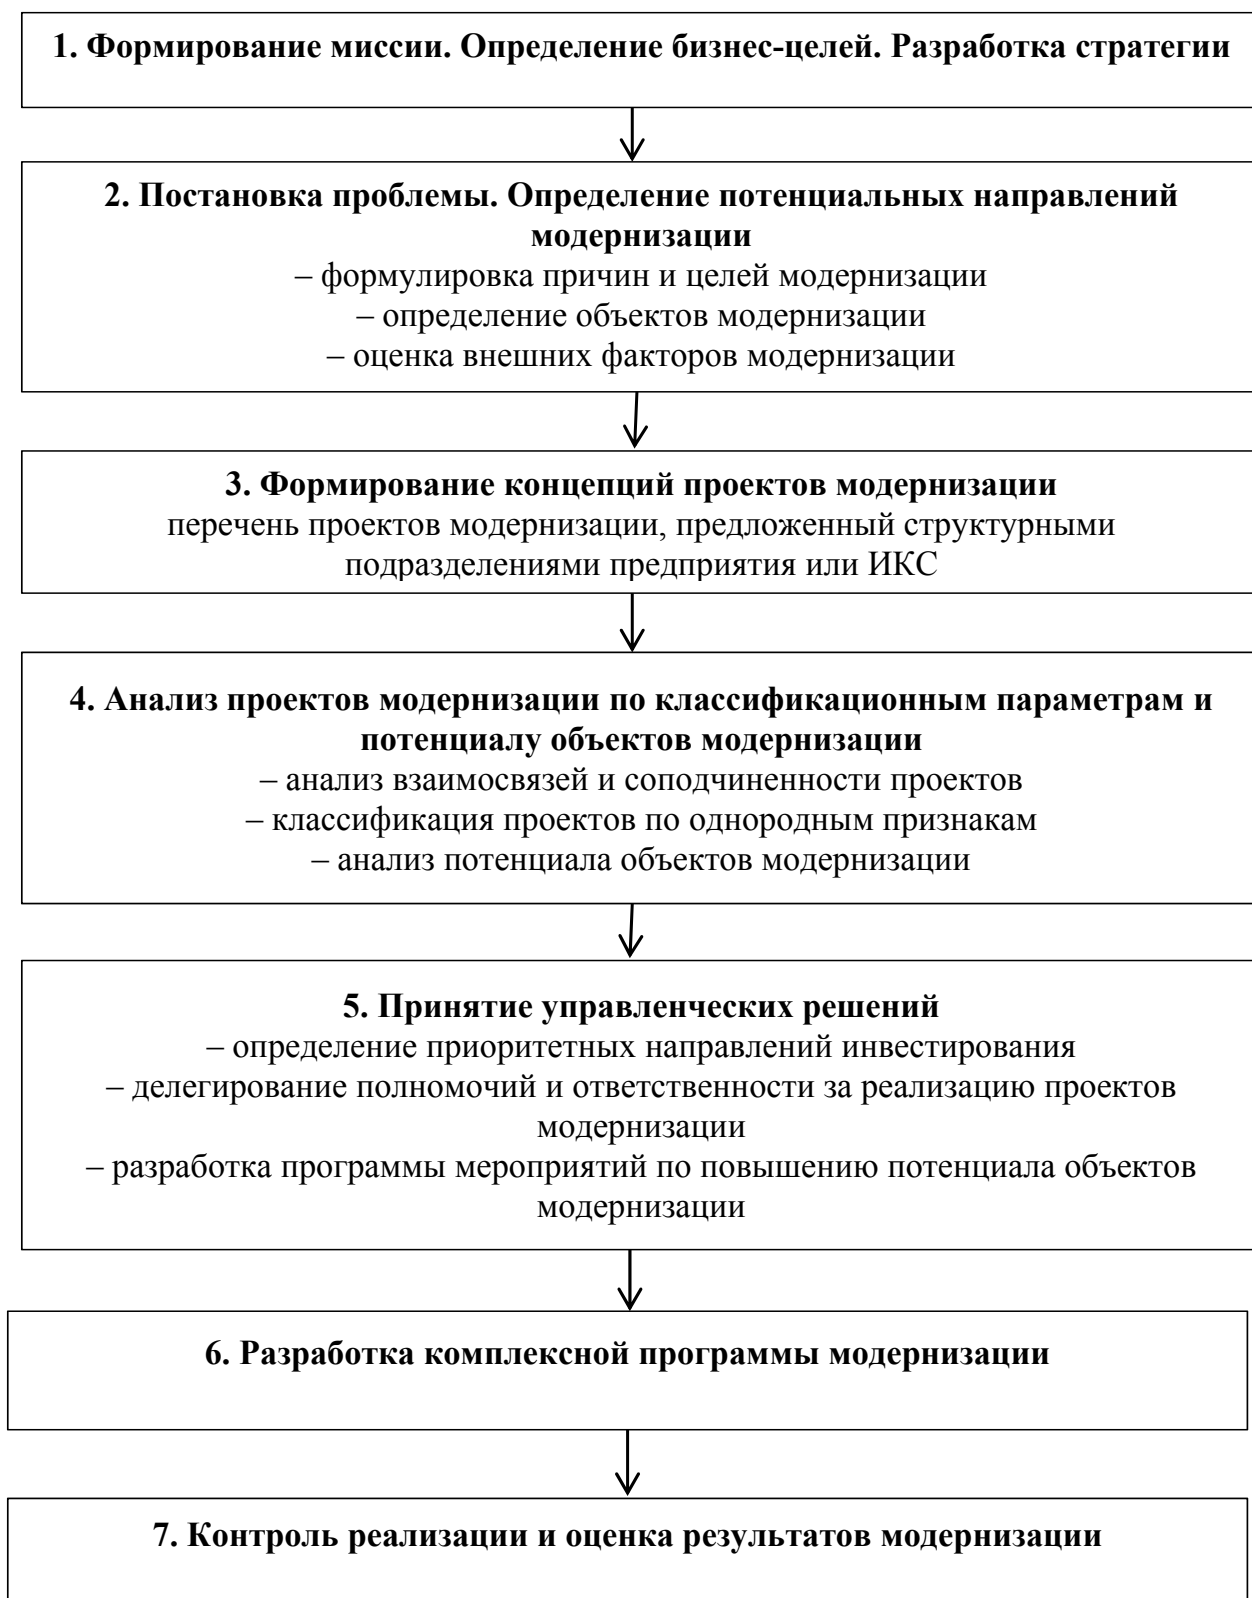 1. Формирование миссии. Определение бизнес-целей. Разработка стратегии
2. Постановка проблемы. Определение потенциальных направлений
модернизации
– формулировка причин и целей модернизации
– определение объектов модернизации
– оценка внешних факторов модернизации
3. Формирование концепций проектов модернизации
перечень проектов модернизации, предложенный структурными
подразделениями предприятия или ИКС
4. Анализ проектов модернизации по классификационным параметрам и
потенциалу объектов модернизации
– анализ взаимосвязей и соподчиненности проектов
– классификация проектов по однородным признакам
– анализ потенциала объектов модернизации
5. Принятие управленческих решений
– определение приоритетных направлений инвестирования
– делегирование полномочий и ответственности за реализацию проектов
модернизации
– разработка программы мероприятий по повышению потенциала объектов
модернизации
6. Разработка комплексной программы модернизации
7. Контроль реализации и оценка результатов модернизации